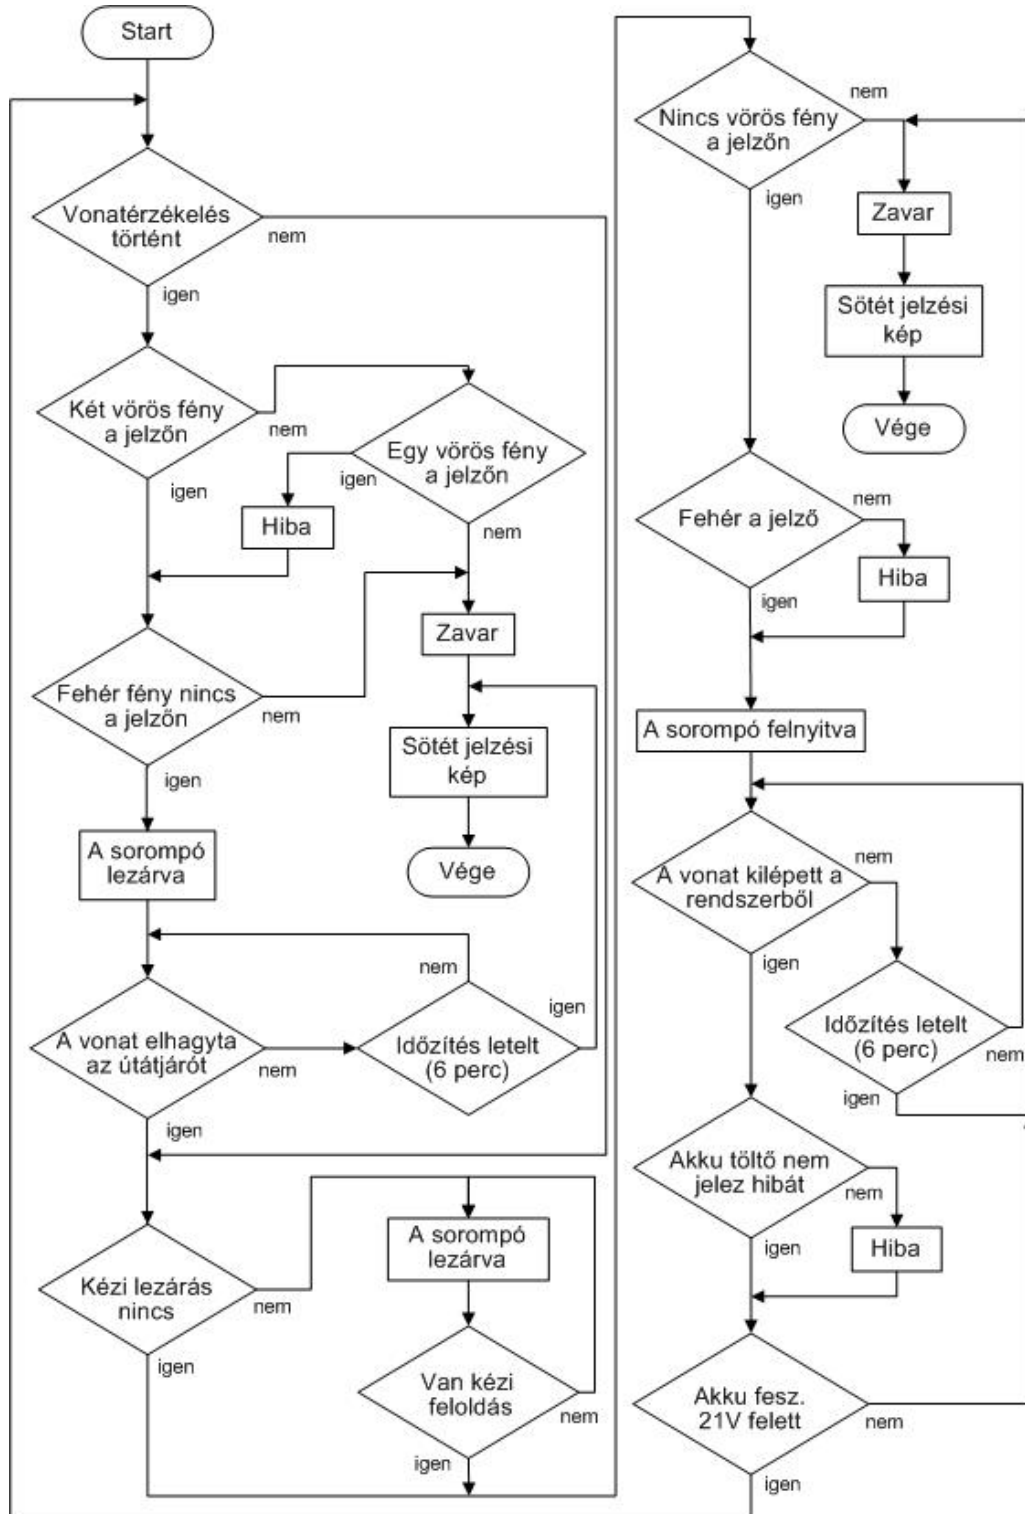 Start
Vonatérzékelés
történt
nem
igen
Két vörös fény
a jelzőn
nem
igen
Egy vörös fény
a jelzőn
igen
nem
Hiba
Fehér fény nincs
a jelzőn
nem
igen
Zavar
Sötét jelzési
kép
Vége
A sorompó
lezárva
A vonat elhagyta
az útátjárót
nem
igen
Időzítés letelt
(6 perc)
nem
igen
Kézi lezárás
nincs
nem
igen
A sorompó
lezárva
Van kézi
feloldás
nem
igen
Nincs vörös fény
a jelzőn
nem
igen
Zavar
Sötét jelzési
kép
Vége
Fehér a jelző
nem
igen
Hiba
A sorompó felnyitva
A vonat kilépett a
rendszerből
nem
igen
Időzítés letelt
(6 perc)
nem
igen
Akku töltő nem
jelez hibát
nem
igen
Hiba
Akku fesz.
21V felett
nem
igen